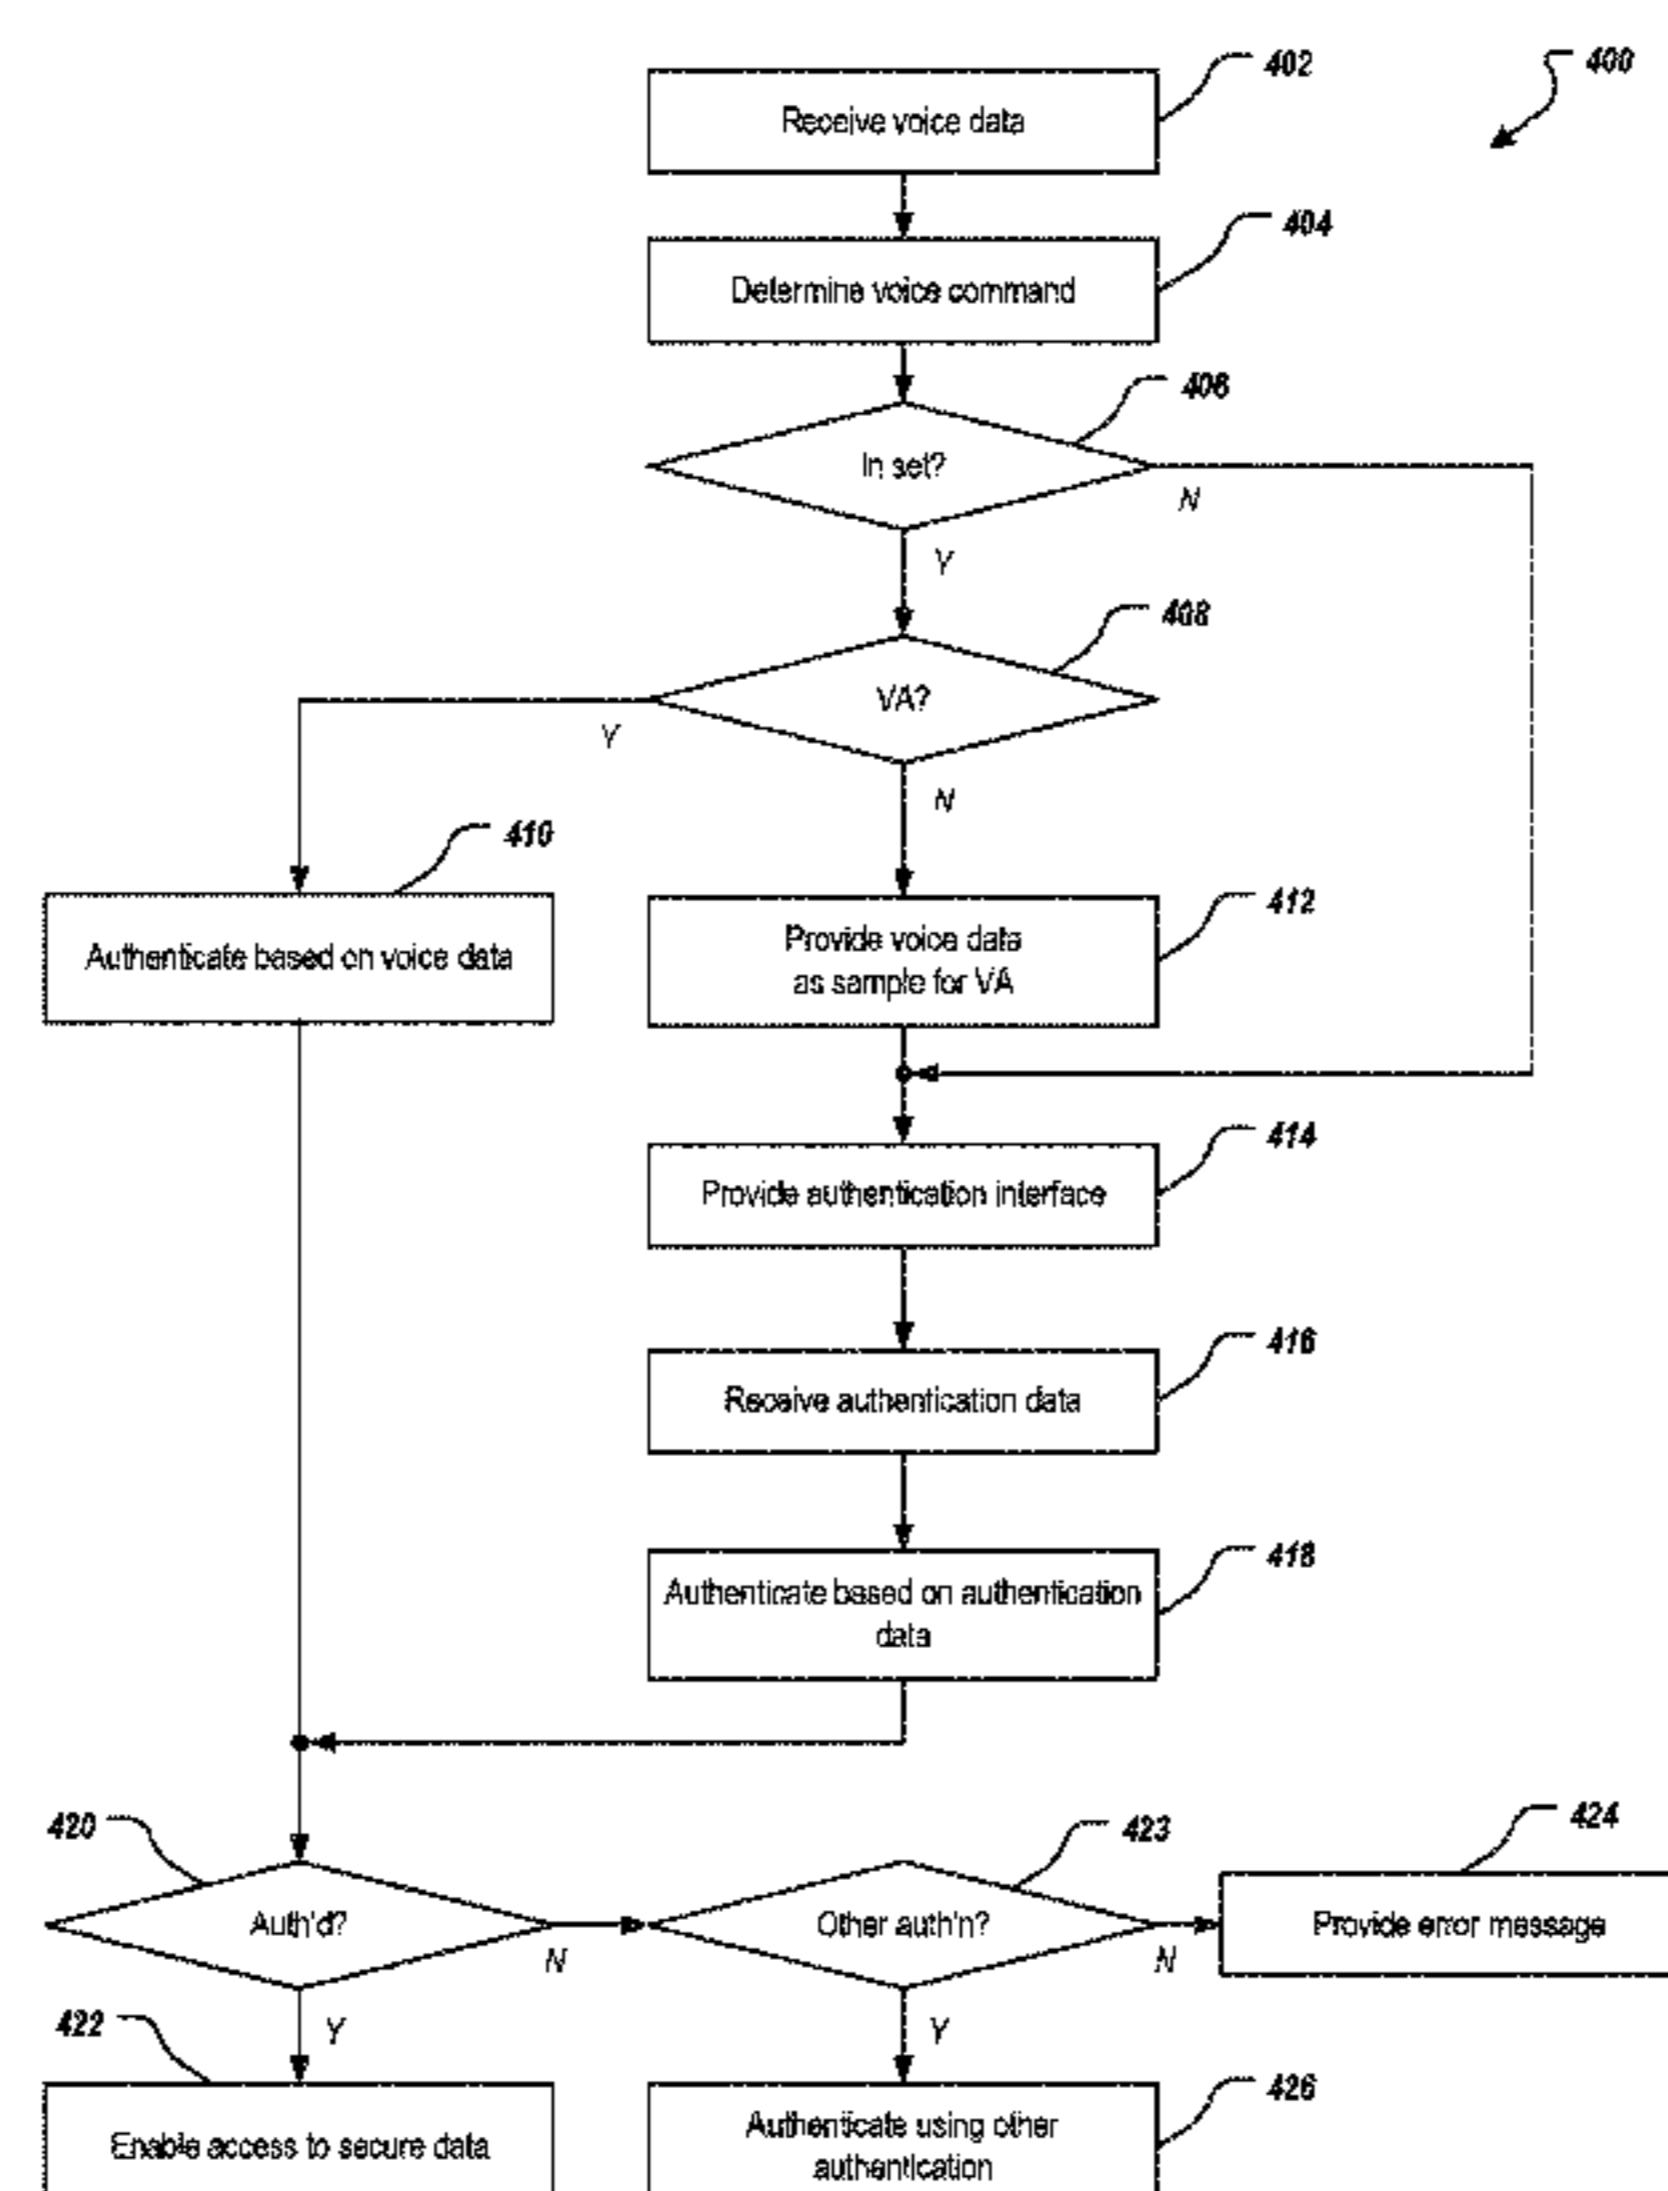 402
400
Receive voice data
404
Determine voice command
406
In set?
N
Y
408
VA?
Y
N
410
412
Authenticate based on voice data
Provide voice data
as sample for VA
414
Provide authentication interface
416
Receive authentication data
418
Authenticate based on authentication
data
420
423
424
Auth'd?
N
Other auth'n?
N
Provide error message
422
Y
Y
426
Enable access to secure data
Authenticate using other
authentication